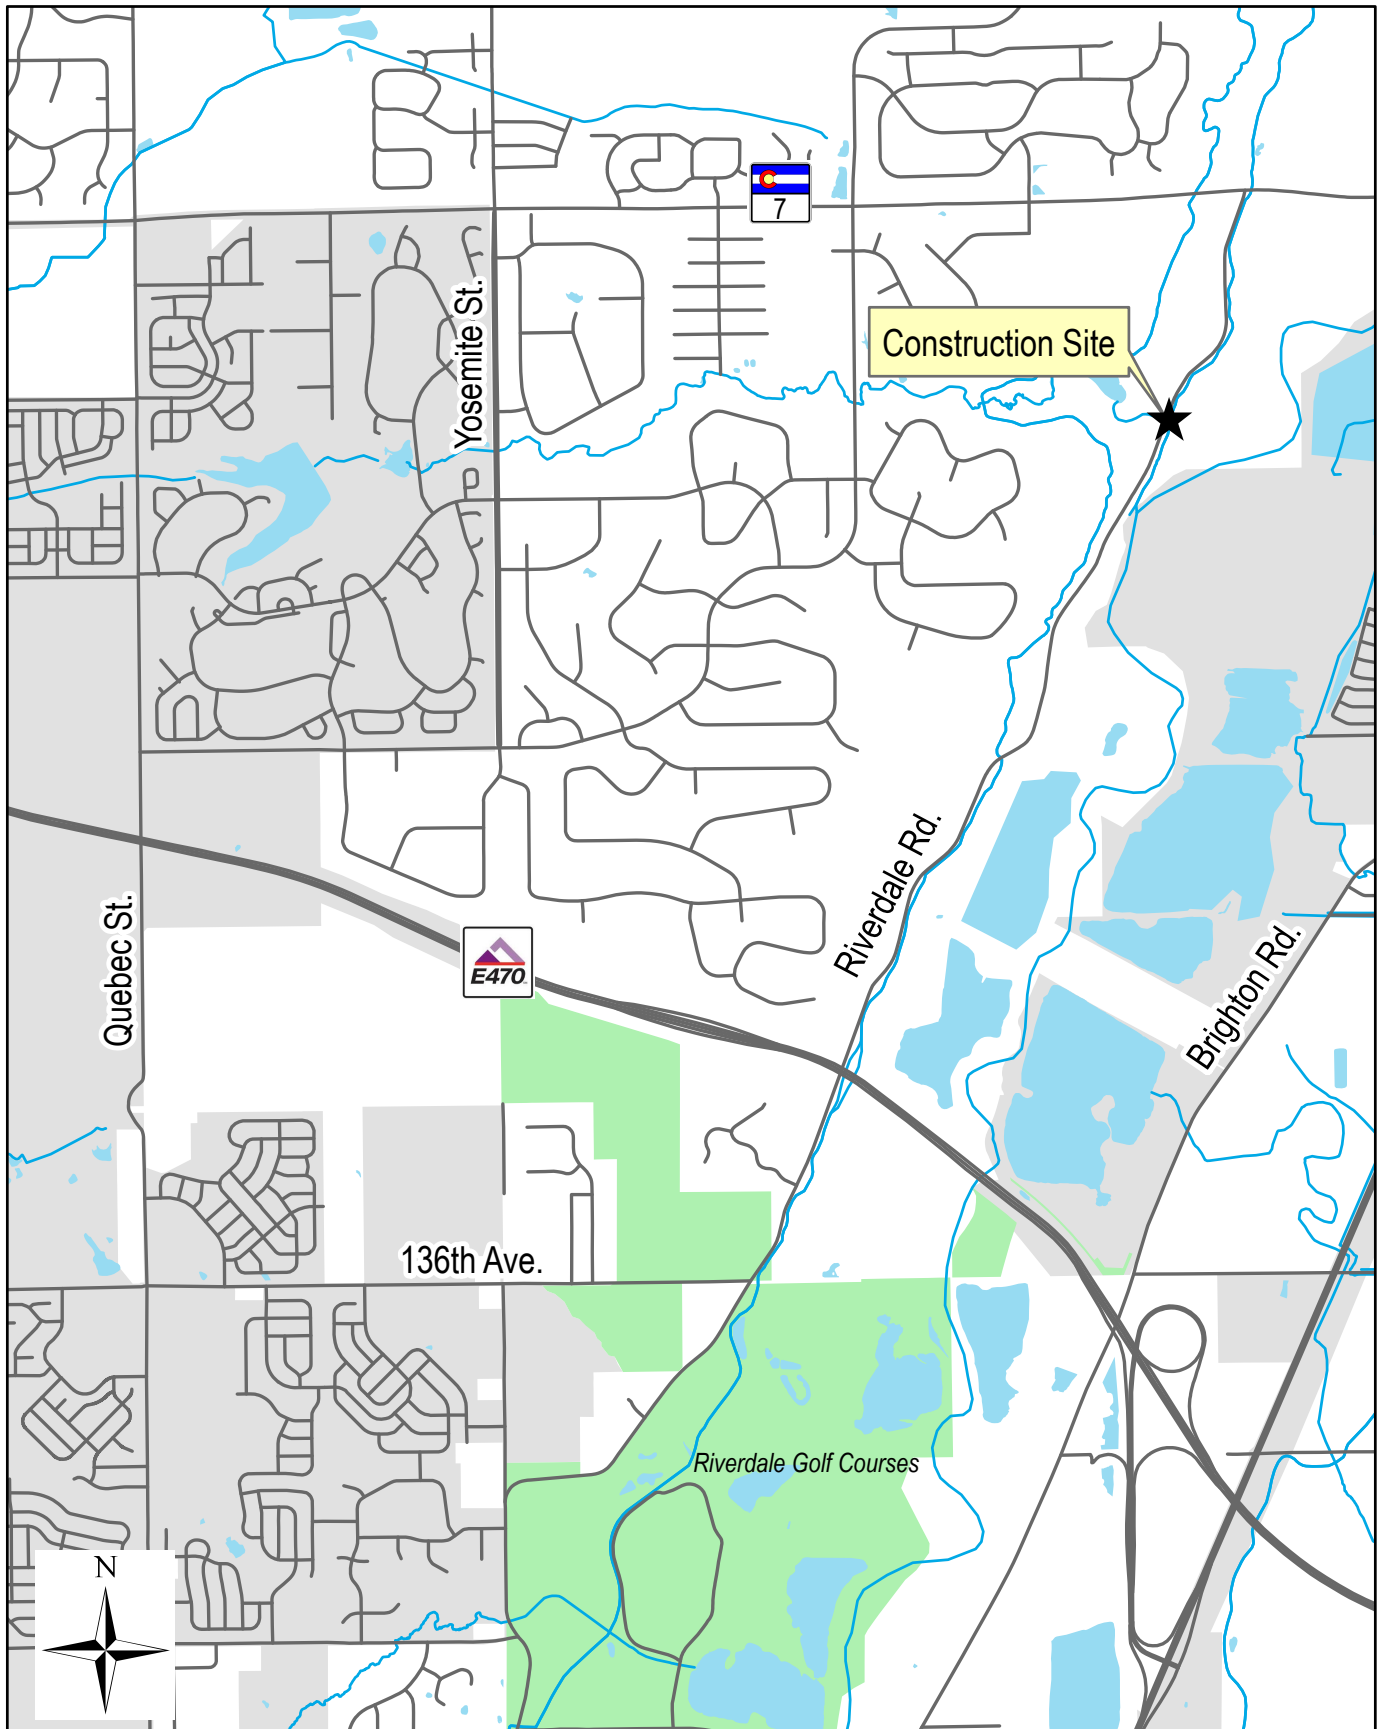 7
Construction Site
Yosemite St.
Riverdale Rd.
Quebec St.
E470
Brighton Rd.
136th Ave.
Riverdale Golf Courses
N